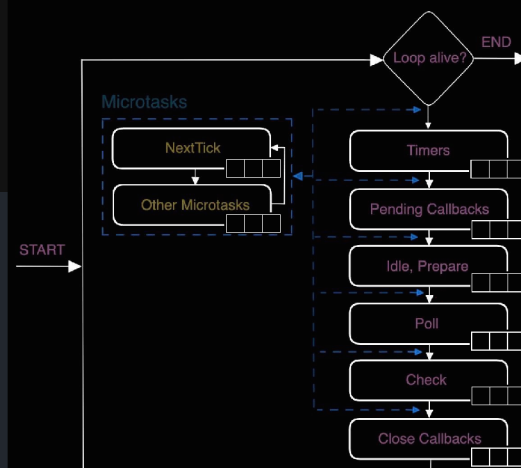 END
Loop alive?
Microtasks
NextTick
Timers
Other Microtasks
Pending Callbacks
START
Idle, Prepare
Poll
Check
Close Callbacks